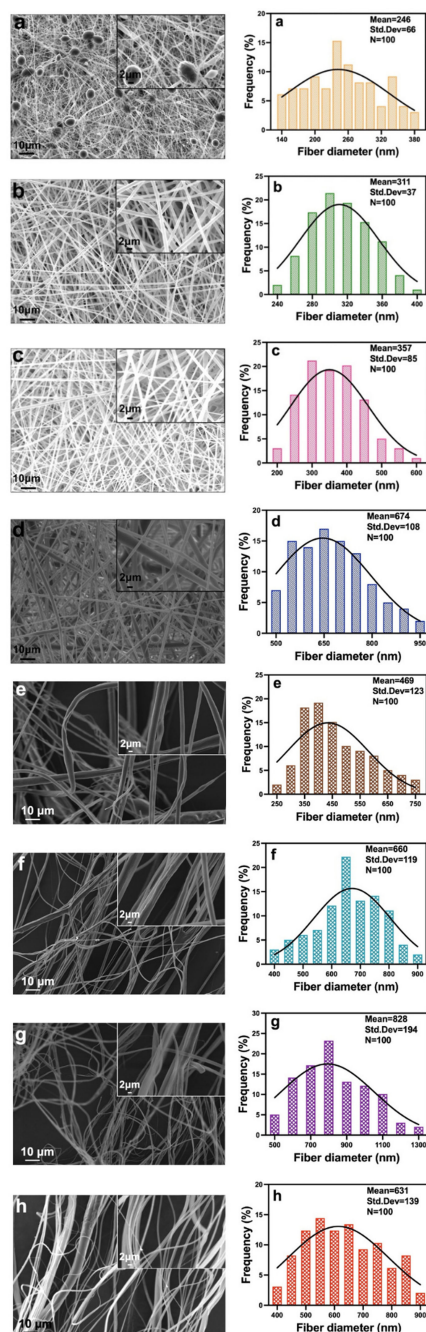 a
2µm
10µm
a
Mean=246
Std.Dev=66
N=100
Frequency (%)
20
15
10
5
0
140
200
260
320
380
Fiber diameter (nm)
b
2µm
10µm
b
Mean=311
Std.Dev=37
N=100
Frequency (%)
25
20
15
10
5
0
240
280
320
360
400
Fiber diameter (nm)
c
2µm
10µm
c
Mean=357
Std.Dev=85
N=100
Frequency (%)
25
20
15
10
5
0
200
300
400
500
600
Fiber diameter (nm)
d
2µm
10µm
d
Mean=674
Std.Dev=108
N=100
Frequency (%)
20
15
10
5
0
500
650
800
950
Fiber diameter (nm)
e
2µm
10 µm
e
Mean=469
Std.Dev=123
N=100
Frequency (%)
25
20
15
10
5
0
250
350
450
550
650
750
Fiber diameter (nm)
f
2µm
10 µm
f
Mean=660
Std.Dev=119
N=100
Frequency (%)
25
20
15
10
5
0
400
500
600
700
800
900
Fiber diameter (nm)
g
2µm
10 µm
g
Mean=828
Std.Dev=194
N=100
Frequency (%)
30
25
20
15
10
5
0
500
700
900
1100
1300
Fiber diameter (nm)
h
2µm
10 µm
h
Mean=631
Std.Dev=139
N=100
Frequency (%)
20
15
10
5
0
400
500
600
700
800
900
Fiber diameter (nm)